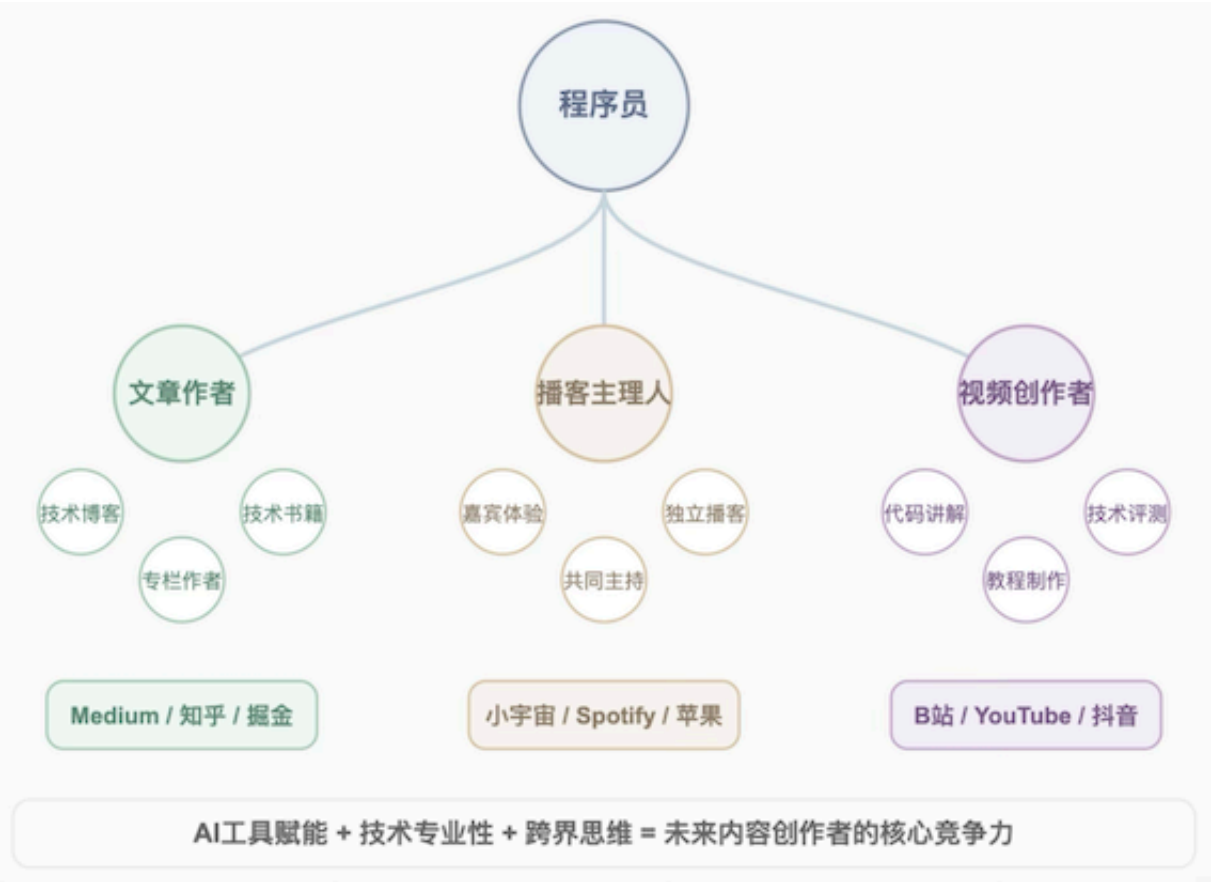 程序员
文章作者
播客主理人
视频创作者
技术博客
技术书籍
专栏作者
嘉宾体验
独立播客
共同主持
代码讲解
技术评测
教程制作
Medium / 知乎 / 掘金
小宇宙 / Spotify / 苹果
B站 / YouTube / 抖音
AI工具赋能 + 技术专业性 + 跨界思维 = 未来内容创作者的核心竞争力